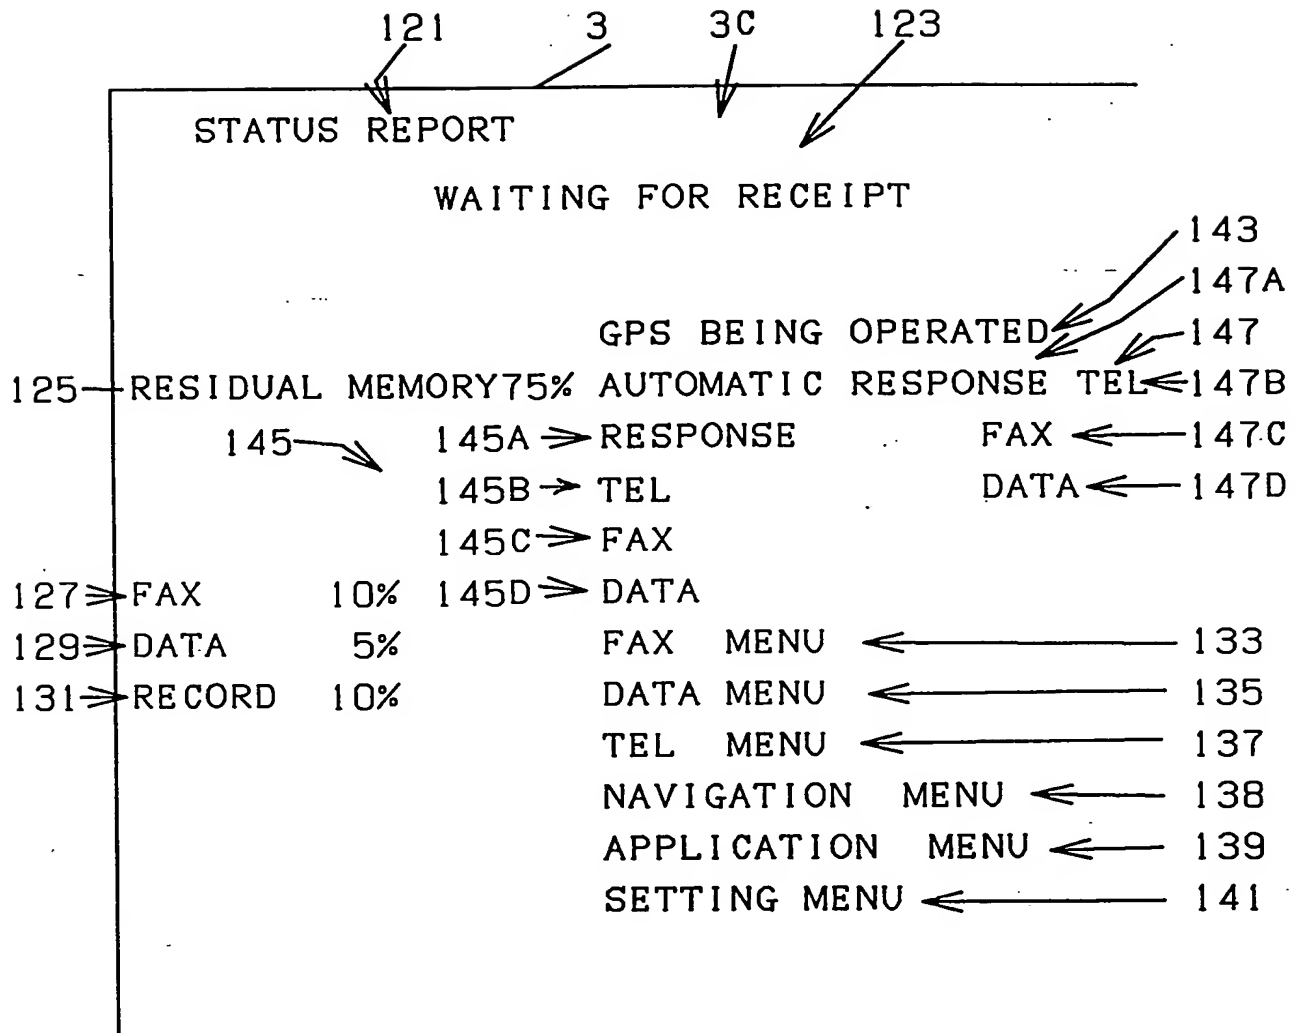 121 3 3C 123
STATUS REPORT
WAITING FOR RECEIPT
143
147A
GPS BEING OPERATED 147
125 RESIDUAL MEMORY 75% AUTOMATIC RESPONSE TEL 147B
145 145A RESPONSE FAX 147C
145B TEL DATA 147D
145C FAX
127 FAX 10% 145D DATA
129 DATA 5% FAX MENU 133
131 RECORD 10% DATA MENU 135
TEL MENU 137
NAVIGATION MENU 138
APPLICATION MENU 139
SETTING MENU 141